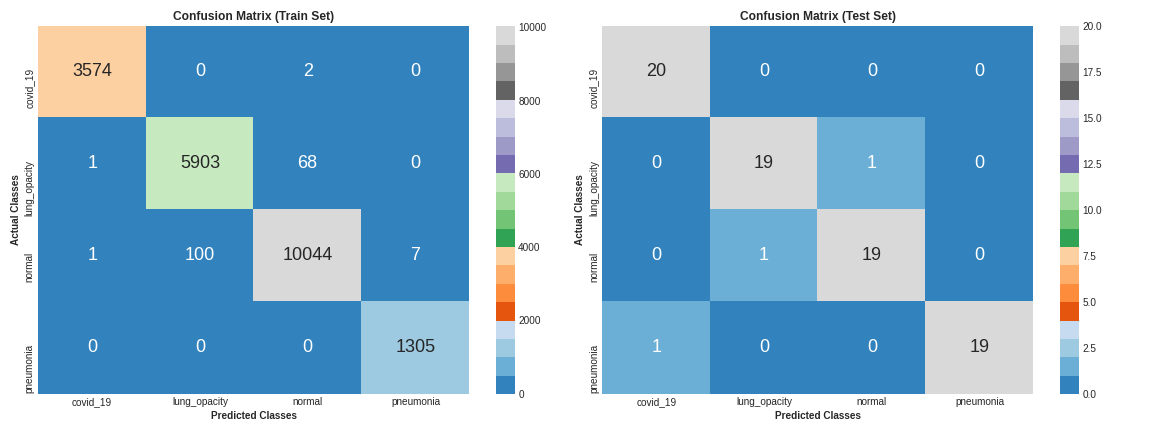 Confusion Matrix (Train Set)
Actual Classes
covid_19
3574 0 2 0
lung_opacity
1 5903 68 0
normal
1 100 10044 7
pneumonia
0 0 0 1305
covid_19 lung_opacity normal pneumonia
Predicted Classes
10000
8000
6000
4000
2000
0
Confusion Matrix (Test Set)
Actual Classes
covid_19
20 0 0 0
lung_opacity
0 19 1 0
normal
0 1 19 0
pneumonia
1 0 0 19
covid_19 lung_opacity normal pneumonia
Predicted Classes
20.0
17.5
15.0
12.5
10.0
7.5
5.0
2.5
0.0